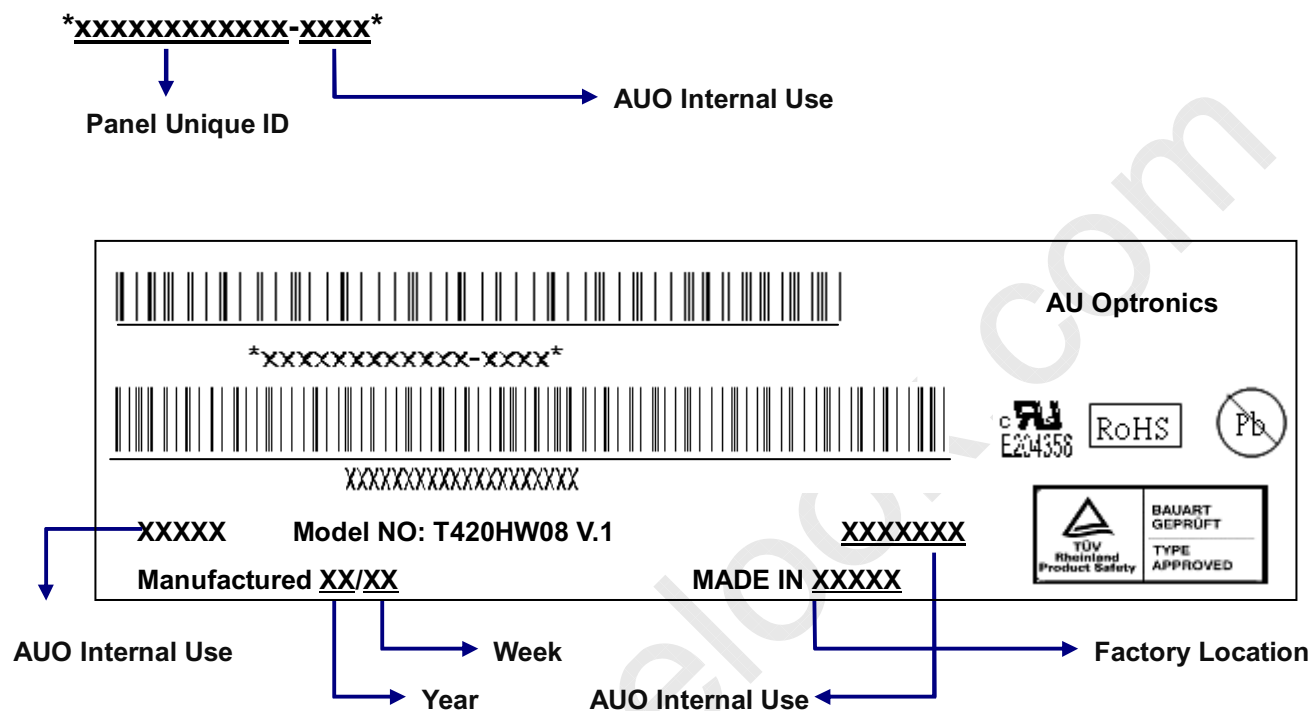 *xxxxxxxxxxxx-xxxx*
AUO Internal Use
Panel Unique ID
AU Optronics
*xxxxxxxxxxxx-xxxx*
c RU us
E204356
RoHS
Pb
XXXXXXXXXXXXXXXXXXXX
BAUART
GEPRÜFT
TÜV
Rheinland
Product Safety
TYPE
APPROVED
XXXXX Model NO: T420HW08 V.1 XXXXXXX
Manufactured XX/XX MADE IN XXXXX
AUO Internal Use
Week
Factory Location
Year
AUO Internal Use